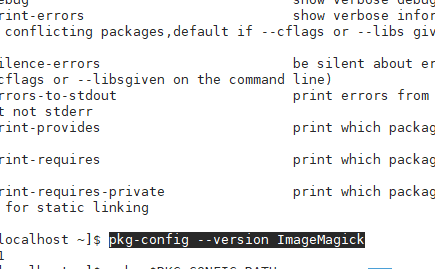 show verbose debug
rint-errors show verbose infor
conflicting packages,default if --cflags or --libs giv
ilence-errors be silent about er
cflags or --libsgiven on the command line)
rrors-to-stdout print errors from
t not stderr
rint-provides print which packag
rint-requires print which packag
rint-requires-private print which packag
for static linking
localhost ~]$ pkg-config --version ImageMagick